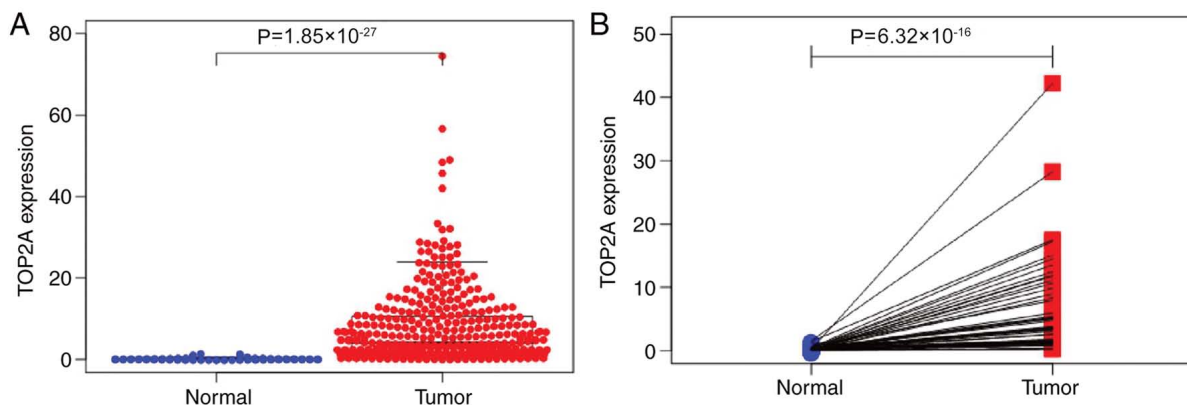 A
P=1.85×10-27
TOP2A expression
80
60
40
20
0
Normal Tumor
B
P=6.32×10-16
TOP2A expression
50
40
30
20
10
0
Normal Tumor